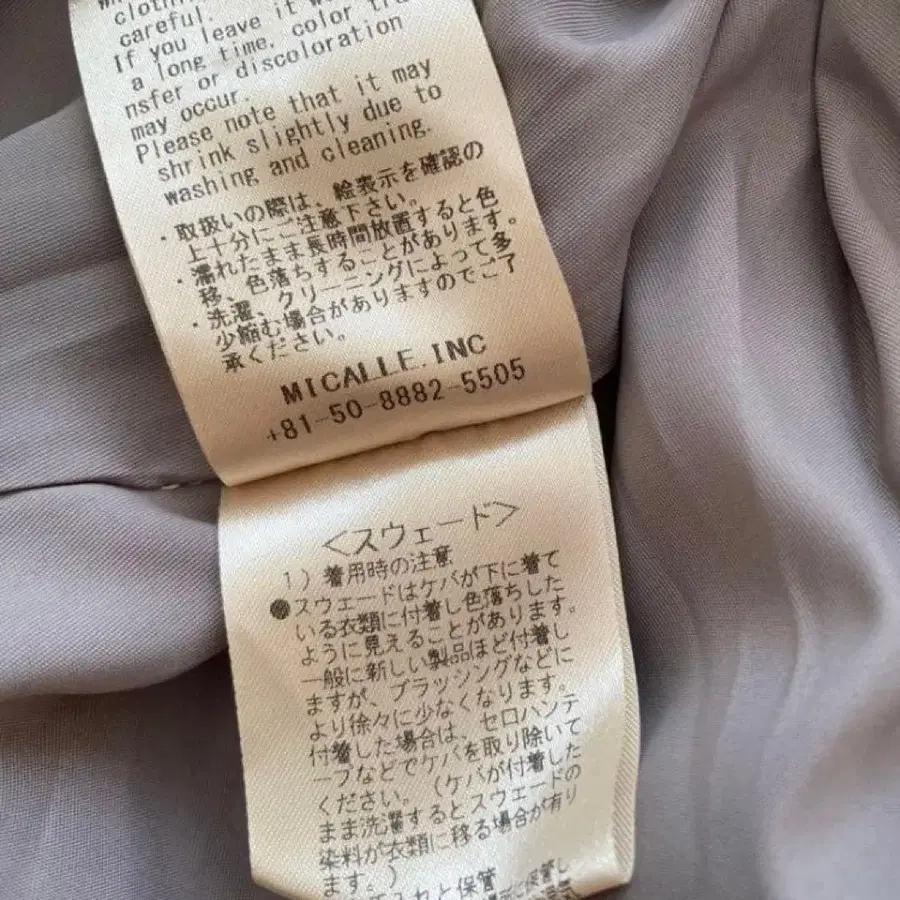 clothing
careful.
If you leave it w
a long time, color tra
nsfer or discoloration
may occur.
Please note that it may
shrink slightly due to
washing and cleaning.
・取扱いの際は、絵表示を確認の
上十分にご注意下さい。
・濡れたまま長時間放置すると色
移、色落ちすることがあります。
・洗濯、クリーニングによって多
少縮む場合がありますのでご了
承ください。
MICALLE.INC
+81-50-8882-5505
<スウェード>
1)着用時の注意
●スウェードはケバが下に着て
いる衣類に付着し色落ちした
ように見えることがあります。
一般に新しい製品ほど付着し
ますが、ブラッシングなどに
より徐々に少なくなります。
付着した場合は、セロハンテ
ープなどでケバを取り除いて
ください。(ケバが付着した
まま洗濯するとスウェードの
染料が衣類に移る場合が有り
ます。)
入れと保管